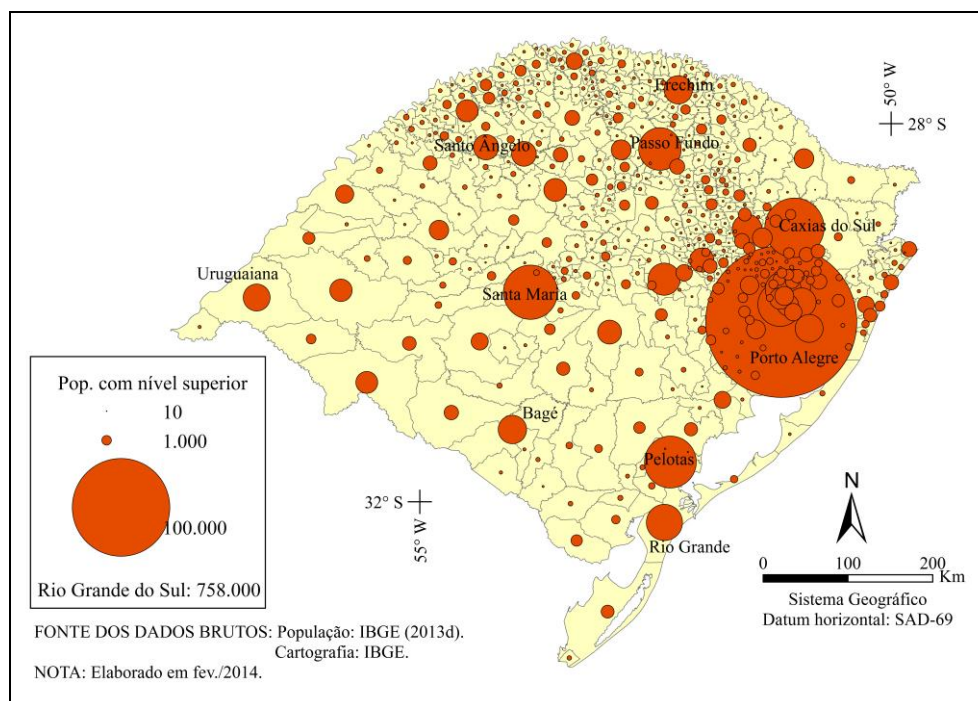 50° W
28° S
Erechim
Santo Ângelo
Passo Fundo
Caxias do Sul
Uruguaiana
Santa Maria
Porto Alegre
Bagé
Pelotas
Rio Grande
32° S
55° W
Pop. com nível superior
10
1.000
100.000
Rio Grande do Sul: 758.000
N
0 100 200
Km
Sistema Geográfico
Datum horizontal: SAD-69
FONTE DOS DADOS BRUTOS: População: IBGE (2013d).
Cartografia: IBGE.
NOTA: Elaborado em fev./2014.